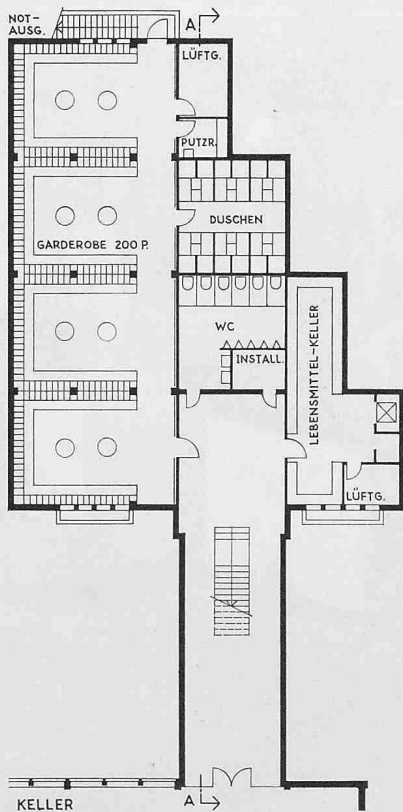 NOT-
AUSG.
A
LÜFTG.
PUTZR.
DUSCHEN
GARDEROBE 200 P.
WC
INSTALL.
LEBENSMITTEL-KELLER
LÜFTG.
A
KELLER